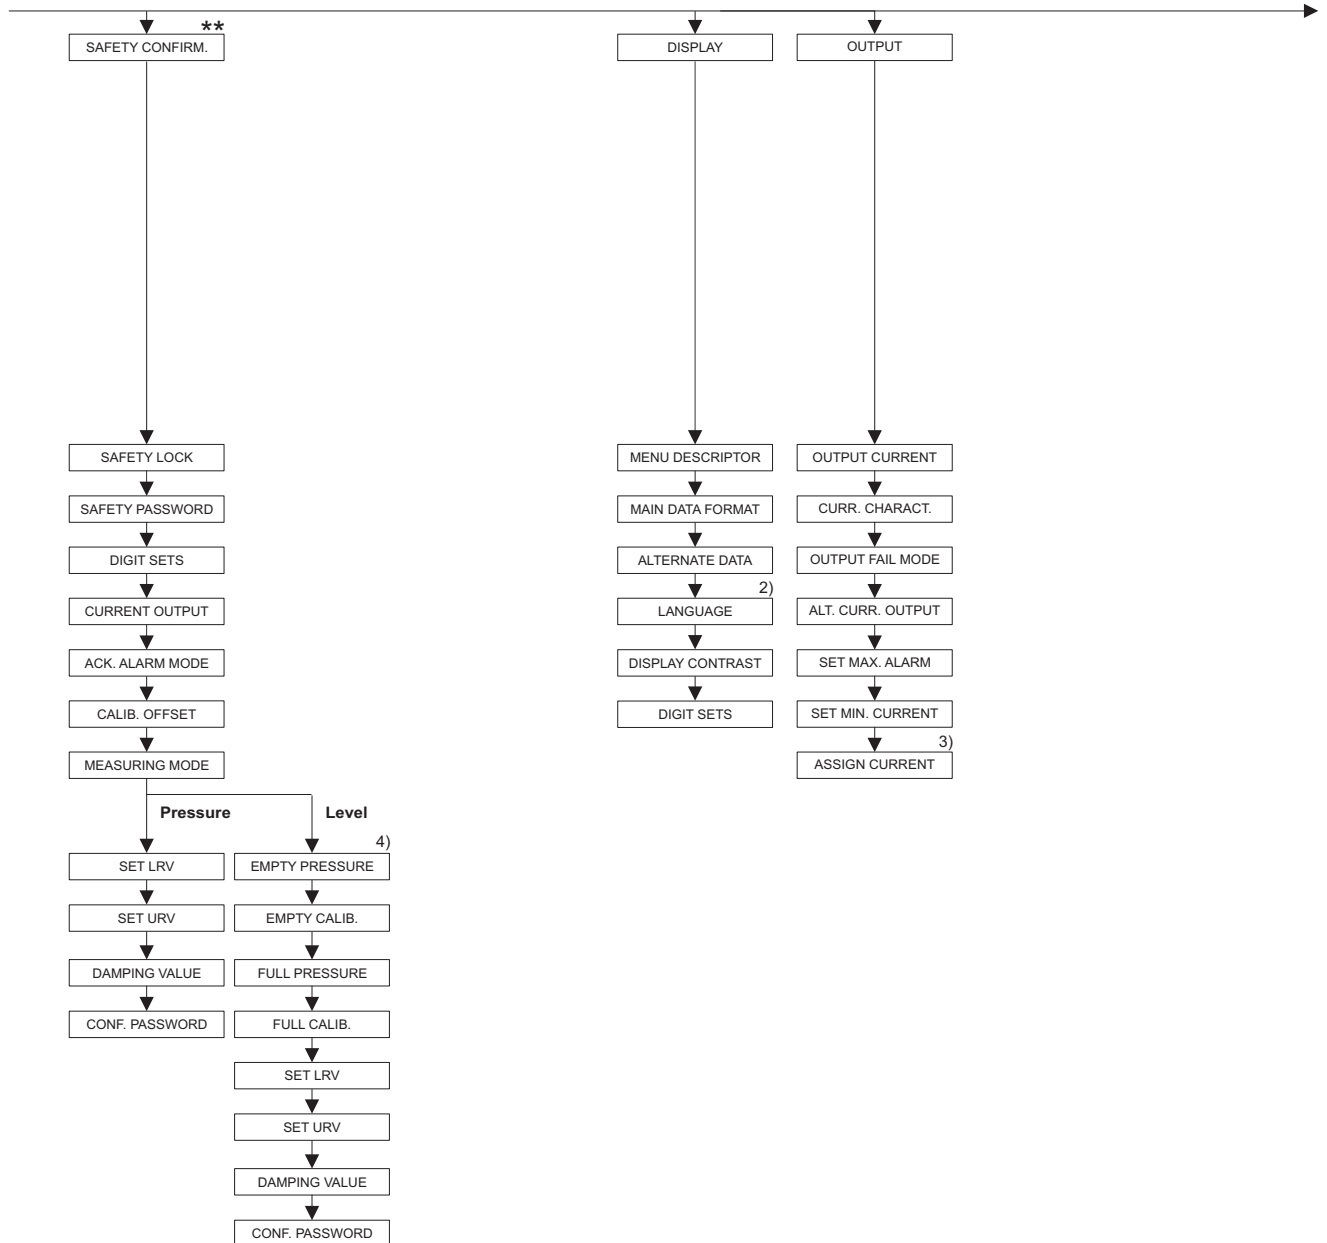 **
SAFETY CONFIRM.
DISPLAY
OUTPUT
SAFETY LOCK
MENU DESCRIPTOR
OUTPUT CURRENT
SAFETY PASSWORD
MAIN DATA FORMAT
CURR. CHARACT.
DIGIT SETS
ALTERNATE DATA
OUTPUT FAIL MODE
2)
CURRENT OUTPUT
LANGUAGE
ALT. CURR. OUTPUT
ACK. ALARM MODE
DISPLAY CONTRAST
SET MAX. ALARM
CALIB. OFFSET
DIGIT SETS
SET MIN. CURRENT
3)
MEASURING MODE
ASSIGN CURRENT
Pressure
Level
4)
SET LRV
EMPTY PRESSURE
SET URV
EMPTY CALIB.
DAMPING VALUE
FULL PRESSURE
CONF. PASSWORD
FULL CALIB.
SET LRV
SET URV
DAMPING VALUE
CONF. PASSWORD